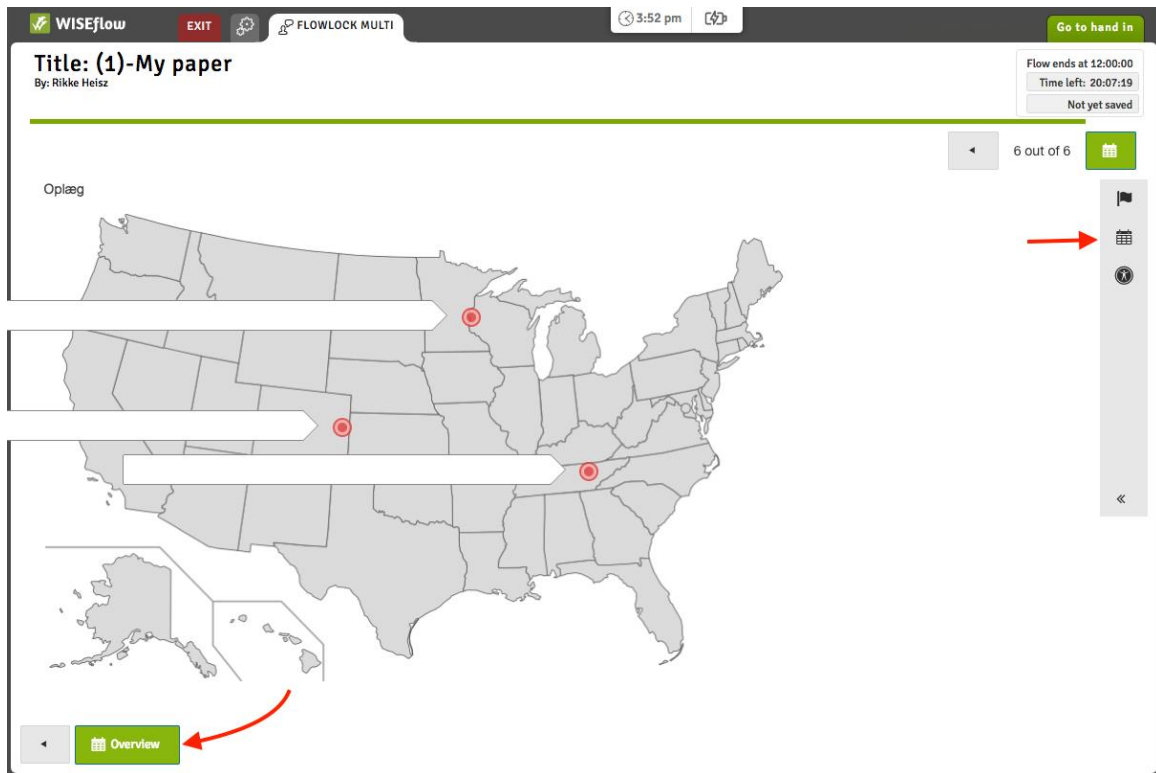 WISEflow
EXIT
FLOWLOCK MULTI
3:52 pm
Go to hand in
Title: (1)-My paper
By: Rikke Heisz
Flow ends at 12:00:00
Time left: 20:07:19
Not yet saved
6 out of 6
Oplæg
Overview